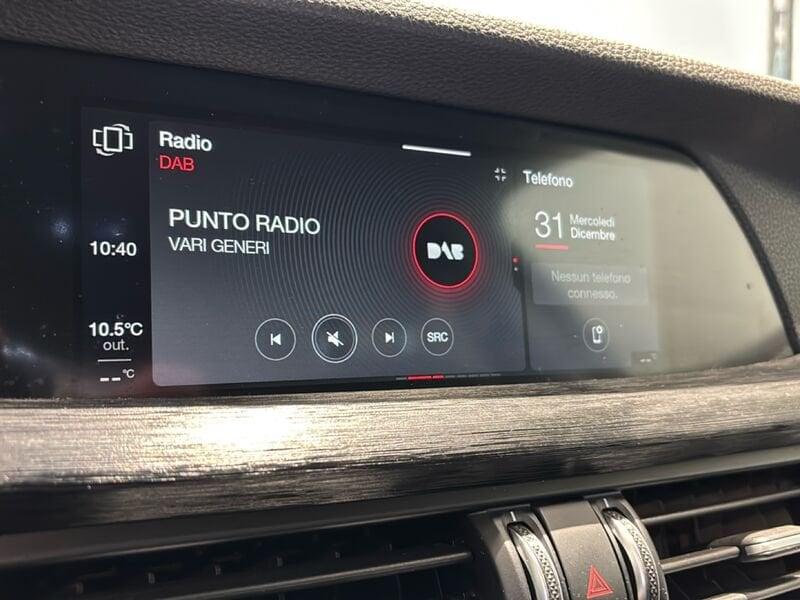 Radio
DAB
PUNTO RADIO
VARI GENERI
DAB
10:40
10.5°C
out.
--°C
SRC
Telefono
31 Mercoledì
Dicembre
Nessun telefono
connesso.